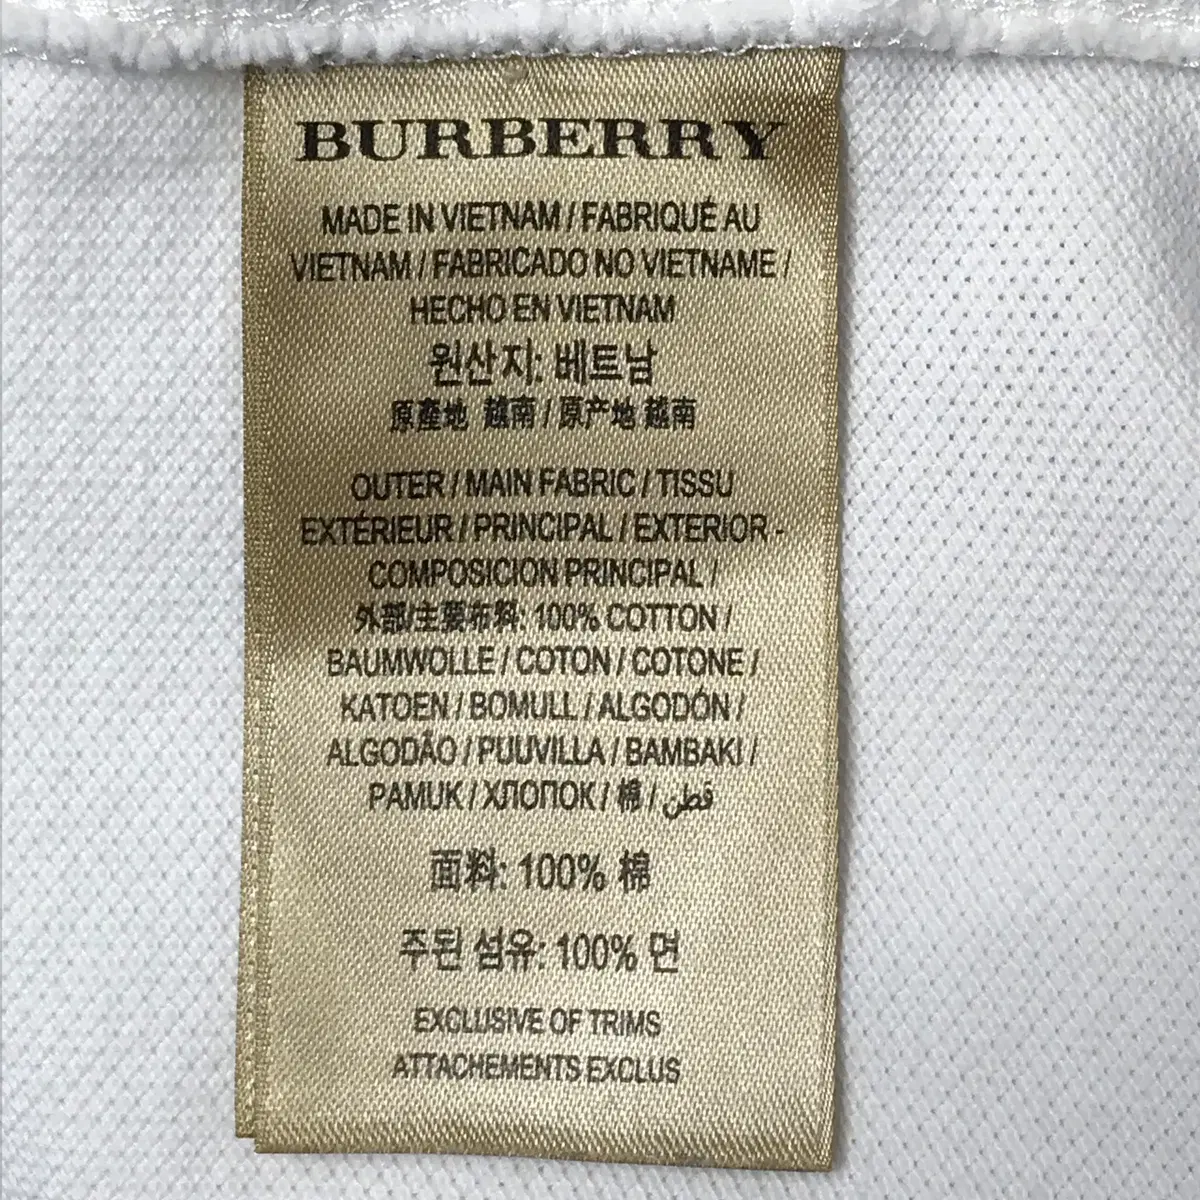 BURBERRY
MADE IN VIETNAM / FABRIQUÉ AU
VIETNAM / FABRICADO NO VIETNAME /
HECHO EN VIETNAM
원산지: 베트남
原產地 越南 / 原产地 越南
OUTER / MAIN FABRIC / TISSU
EXTÉRIEUR / PRINCIPAL / EXTERIOR -
COMPOSICION PRINCIPAL /
外部/主要布料: 100% COTTON /
BAUMWOLLE / COTON / COTONE /
KATOEN / BOMULL / ALGODÓN /
ALGODÃO / PUUVILLA / BAMBAKI /
PAMUK / ХЛОПОК / 棉 / قطن
面料: 100% 棉
주된 섬유: 100% 면
EXCLUSIVE OF TRIMS
ATTACHEMENTS EXCLUS